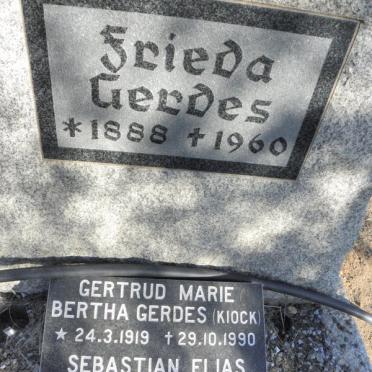 Frieda
Gerdes
* 1888 ✝ 1960
GERTRUD MARIE
BERTHA GERDES (KIOCK)
* 24.3.1919 ✝ 29.10.1990
SEBASTIAN ELIAS